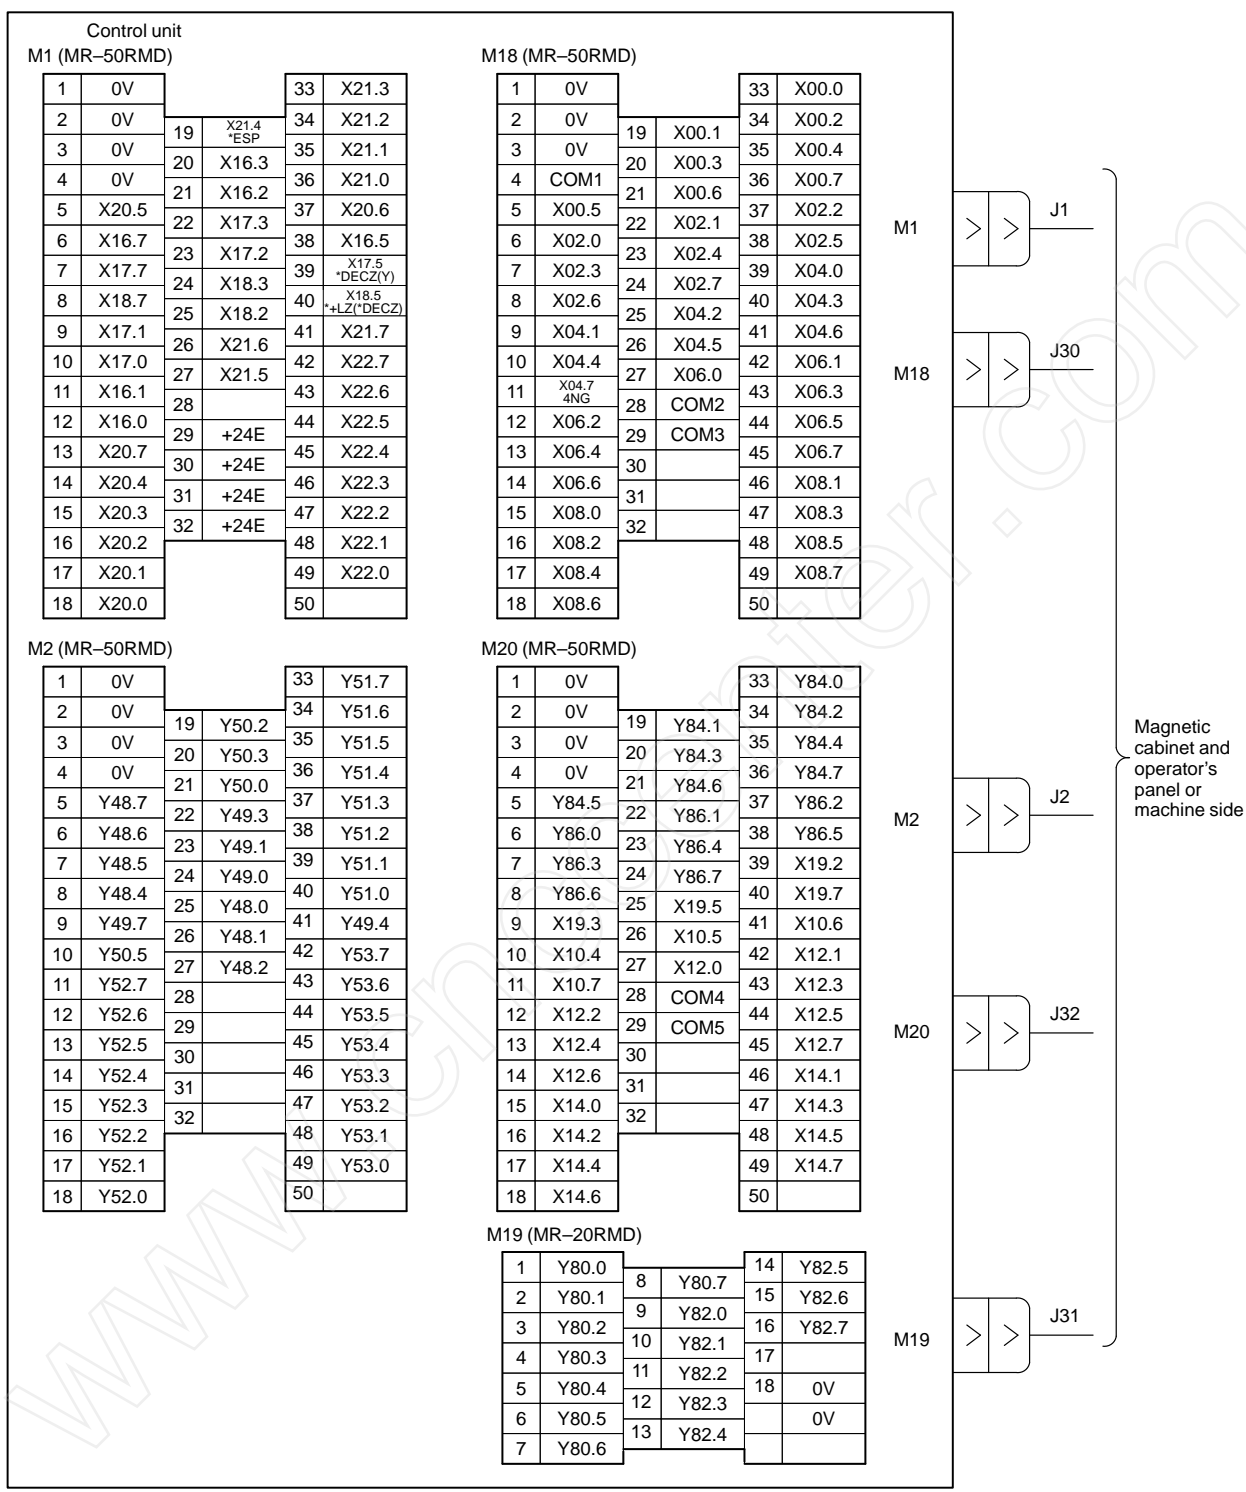 Control unit
M1 (MR–50RMD)
1 0V 33 X21.3
2 0V 19 X21.4 *ESP 34 X21.2
3 0V 20 X16.3 35 X21.1
4 0V 21 X16.2 36 X21.0
5 X20.5 22 X17.3 37 X20.6
6 X16.7 23 X17.2 38 X16.5
7 X17.7 24 X18.3 39 X17.5 *DECZ(Y)
8 X18.7 25 X18.2 40 X18.5 *+LZ(*DECZ)
9 X17.1 26 X21.6 41 X21.7
10 X17.0 27 X21.5 42 X22.7
11 X16.1 28 43 X22.6
12 X16.0 29 +24E 44 X22.5
13 X20.7 30 +24E 45 X22.4
14 X20.4 31 +24E 46 X22.3
15 X20.3 32 +24E 47 X22.2
16 X20.2 48 X22.1
17 X20.1 49 X22.0
18 X20.0 50
M18 (MR–50RMD)
1 0V 33 X00.0
2 0V 19 X00.1 34 X00.2
3 0V 20 X00.3 35 X00.4
4 COM1 21 X00.6 36 X00.7
5 X00.5 22 X02.1 37 X02.2
6 X02.0 23 X02.4 38 X02.5
7 X02.3 24 X02.7 39 X04.0
8 X02.6 25 X04.2 40 X04.3
9 X04.1 26 X04.5 41 X04.6
10 X04.4 27 X06.0 42 X06.1
11 X04.7 4NG 28 COM2 43 X06.3
12 X06.2 29 COM3 44 X06.5
13 X06.4 30 45 X06.7
14 X06.6 31 46 X08.1
15 X08.0 32 47 X08.3
16 X08.2 48 X08.5
17 X08.4 49 X08.7
18 X08.6 50
M2 (MR–50RMD)
1 0V 33 Y51.7
2 0V 19 Y50.2 34 Y51.6
3 0V 20 Y50.3 35 Y51.5
4 0V 21 Y50.0 36 Y51.4
5 Y48.7 22 Y49.3 37 Y51.3
6 Y48.6 23 Y49.1 38 Y51.2
7 Y48.5 24 Y49.0 39 Y51.1
8 Y48.4 25 Y48.0 40 Y51.0
9 Y49.7 26 Y48.1 41 Y49.4
10 Y50.5 27 Y48.2 42 Y53.7
11 Y52.7 28 43 Y53.6
12 Y52.6 29 44 Y53.5
13 Y52.5 30 45 Y53.4
14 Y52.4 31 46 Y53.3
15 Y52.3 32 47 Y53.2
16 Y52.2 48 Y53.1
17 Y52.1 49 Y53.0
18 Y52.0 50
M20 (MR–50RMD)
1 0V 33 Y84.0
2 0V 19 Y84.1 34 Y84.2
3 0V 20 Y84.3 35 Y84.4
4 0V 21 Y84.6 36 Y84.7
5 Y84.5 22 Y86.1 37 Y86.2
6 Y86.0 23 Y86.4 38 Y86.5
7 Y86.3 24 Y86.7 39 X19.2
8 Y86.6 25 X19.5 40 X19.7
9 X19.3 26 X10.5 41 X10.6
10 X10.4 27 X12.0 42 X12.1
11 X10.7 28 COM4 43 X12.3
12 X12.2 29 COM5 44 X12.5
13 X12.4 30 45 X12.7
14 X12.6 31 46 X14.1
15 X14.0 32 47 X14.3
16 X14.2 48 X14.5
17 X14.4 49 X14.7
18 X14.6 50
M19 (MR–20RMD)
1 Y80.0 14 Y82.5
2 Y80.1 8 Y80.7 15 Y82.6
3 Y80.2 9 Y82.0 16 Y82.7
4 Y80.3 10 Y82.1 17
5 Y80.4 11 Y82.2 18 0V
6 Y80.5 12 Y82.3 0V
7 Y80.6 13 Y82.4
M1 J1
M18 J30
M2 J2
M20 J32
M19 J31
Magnetic
cabinet and
operator's
panel or
machine side
www.cnccenter.com